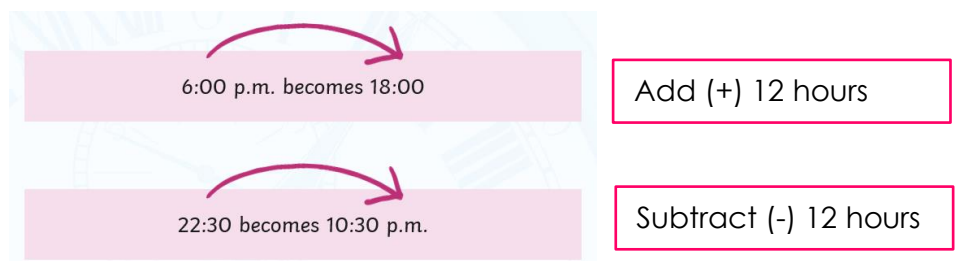 6:00 p.m. becomes 18:00
Add (+) 12 hours
22:30 becomes 10:30 p.m.
Subtract (-) 12 hours